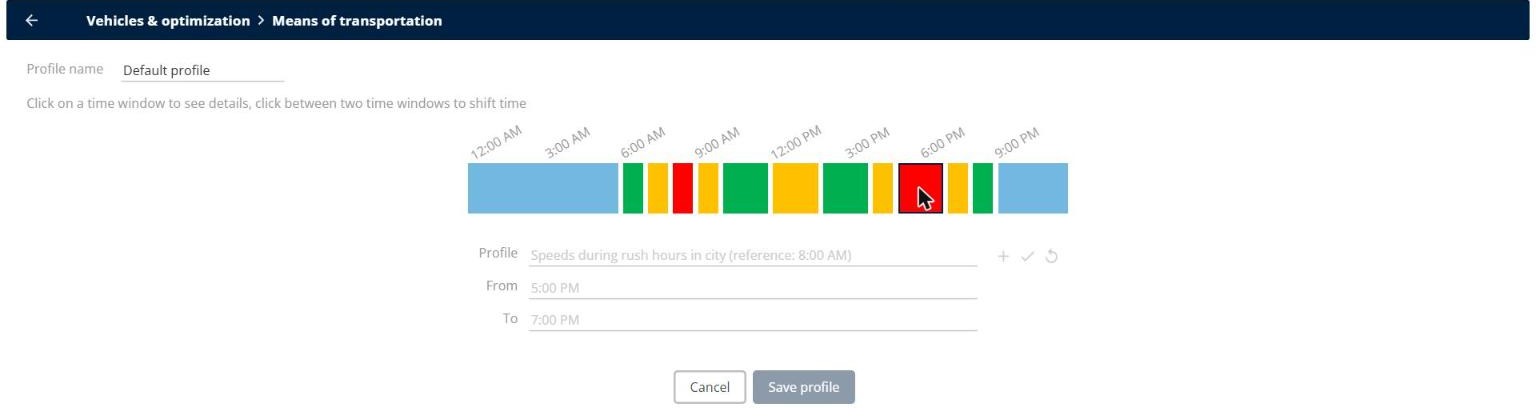 Vehicles & optimization > Means of transportation
Profile name Default profile
Click on a time window to see details, click between two time windows to shift time
12:00 AM 3:00 AM 6:00 AM 9:00 AM 12:00 PM 3:00 PM 6:00 PM 9:00 PM
Profile Speeds during rush hours in city (reference: 8:00 AM)
From 5:00 PM
To 7:00 PM
Cancel Save profile